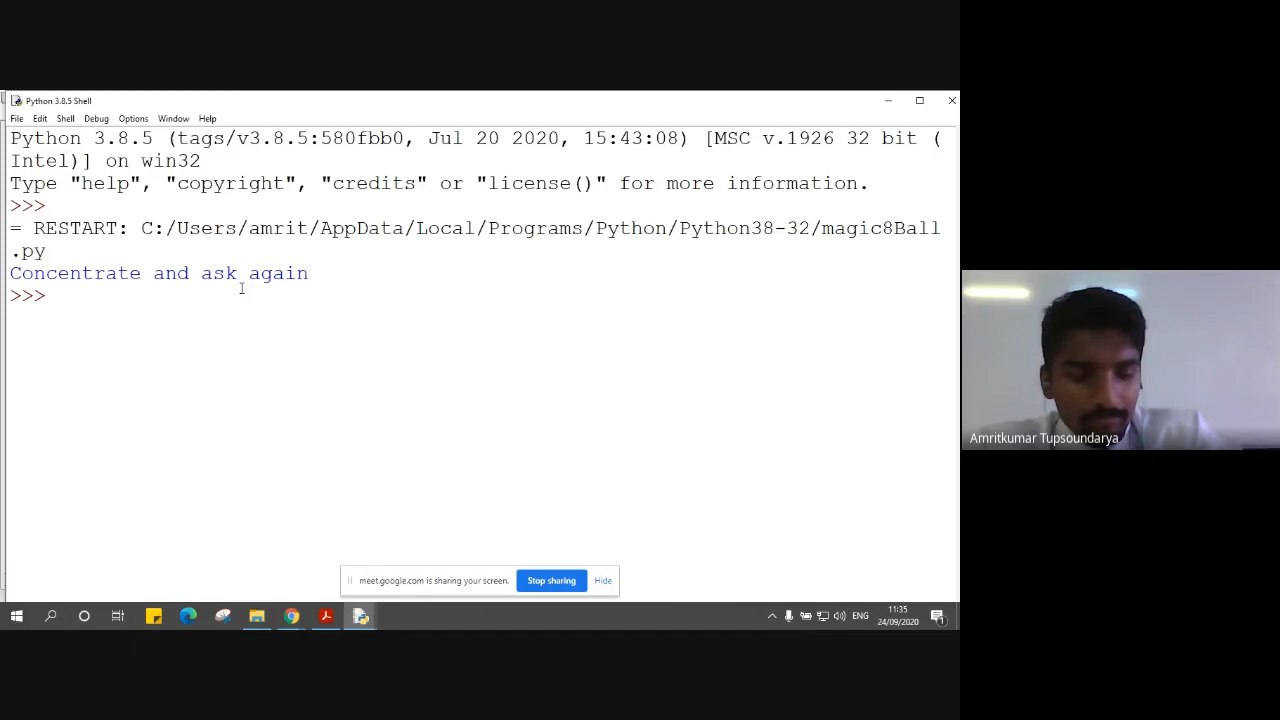 Python 3.8.5 Shell
File Edit Shell Debug Options Window Help
Python 3.8.5 (tags/v3.8.5:580fbb0, Jul 20 2020, 15:43:08) [MSC v.1926 32 bit (
Intel)] on win32
Type "help", "copyright", "credits" or "license()" for more information.
>>>
= RESTART: C:/Users/amrit/AppData/Local/Programs/Python/Python38-32/magic8Ball
.py
Concentrate and ask again
>>>
Amritkumar Tupsoundarya
meet.google.com is sharing your screen. Stop sharing Hide
ENG
11:35
24/09/2020
1